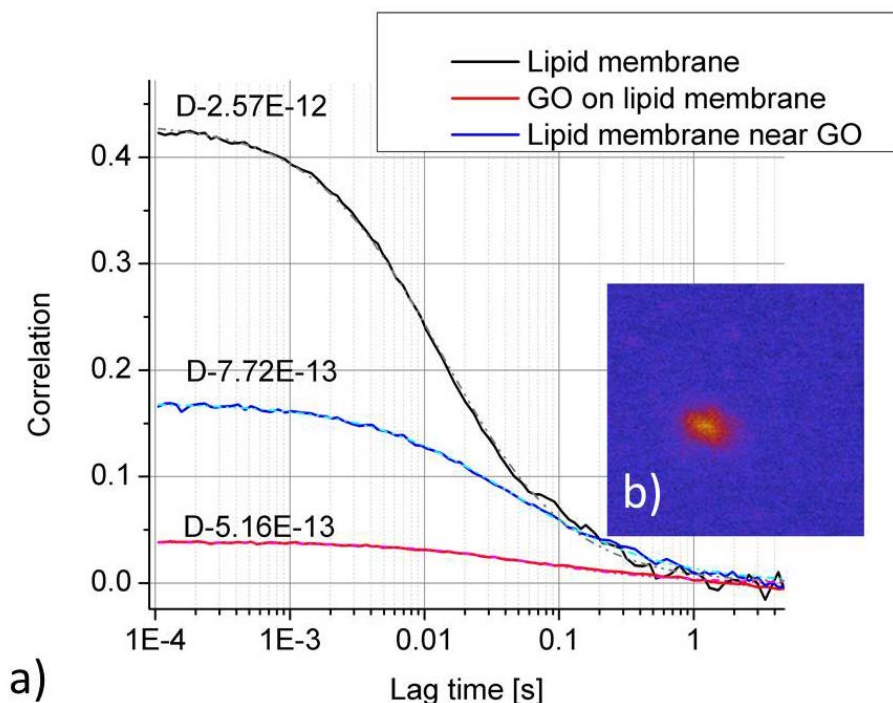 Lipid membrane
GO on lipid membrane
Lipid membrane near GO
D-2.57E-12
0.4
0.3
D-7.72E-13
0.2
0.1
D-5.16E-13
0.0
Correlation
1E-4 1E-3 0.01 0.1 1
Lag time [s]
a)
b)